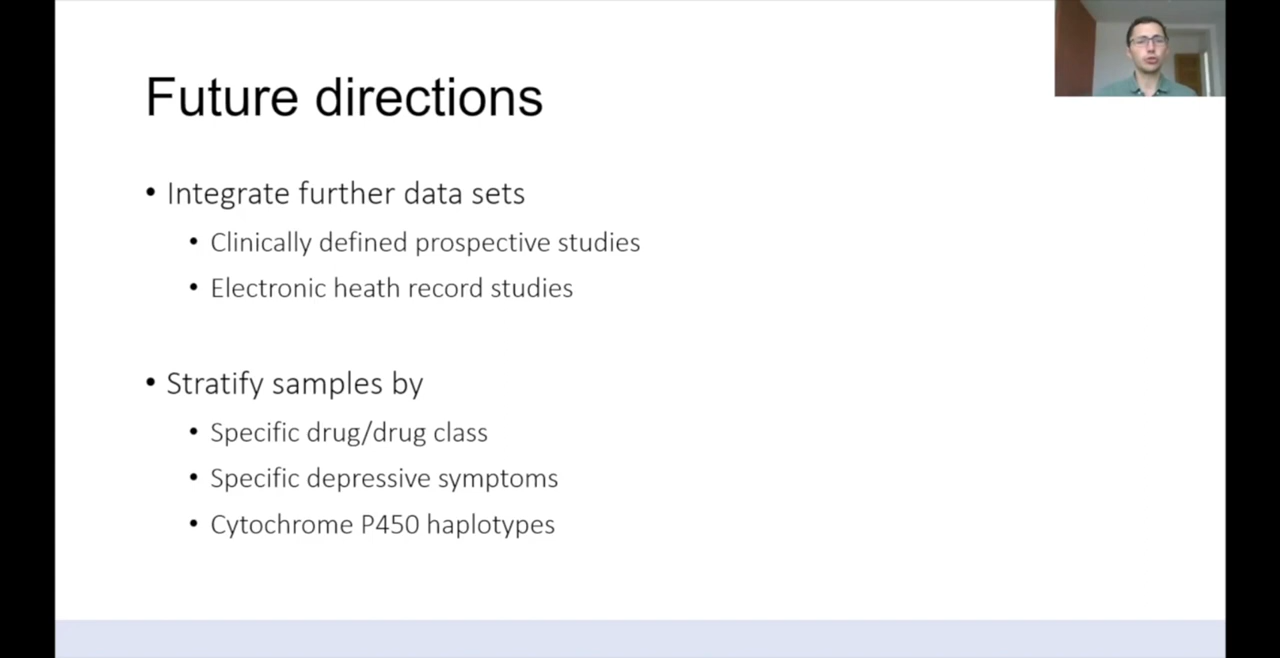 Future directions
• Integrate further data sets
• Clinically defined prospective studies
• Electronic heath record studies
• Stratify samples by
• Specific drug/drug class
• Specific depressive symptoms
• Cytochrome P450 haplotypes